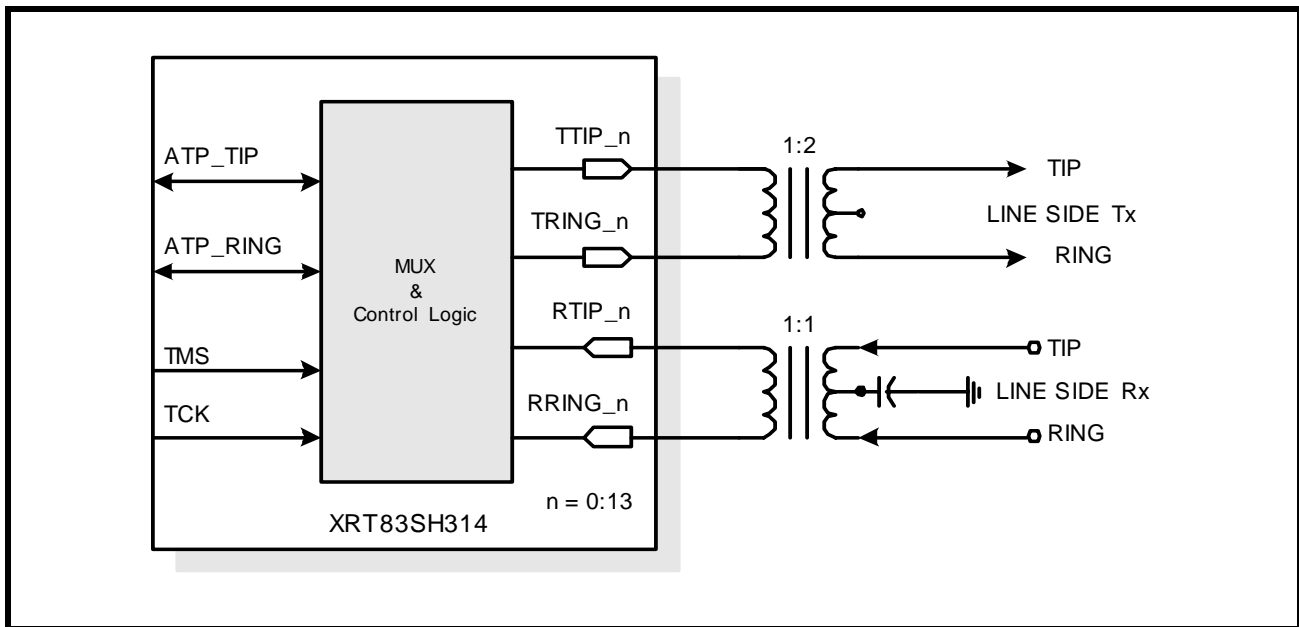 ATP_TIP
ATP_RING
TMS
TCK
MUX
&
Control Logic
TTIP_n
TRING_n
RTIP_n
RRING_n
n = 0:13
XRT83SH314
1:2
TIP
LINE SIDE Tx
RING
1:1
TIP
LINE SIDE Rx
RING